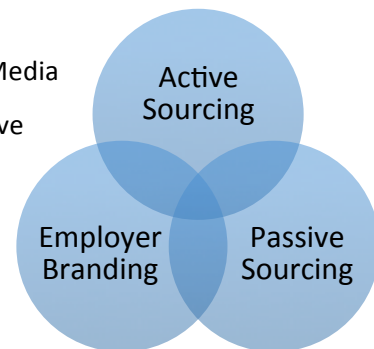 Media
ve
Active
Sourcing
Employer
Branding
Passive
Sourcing